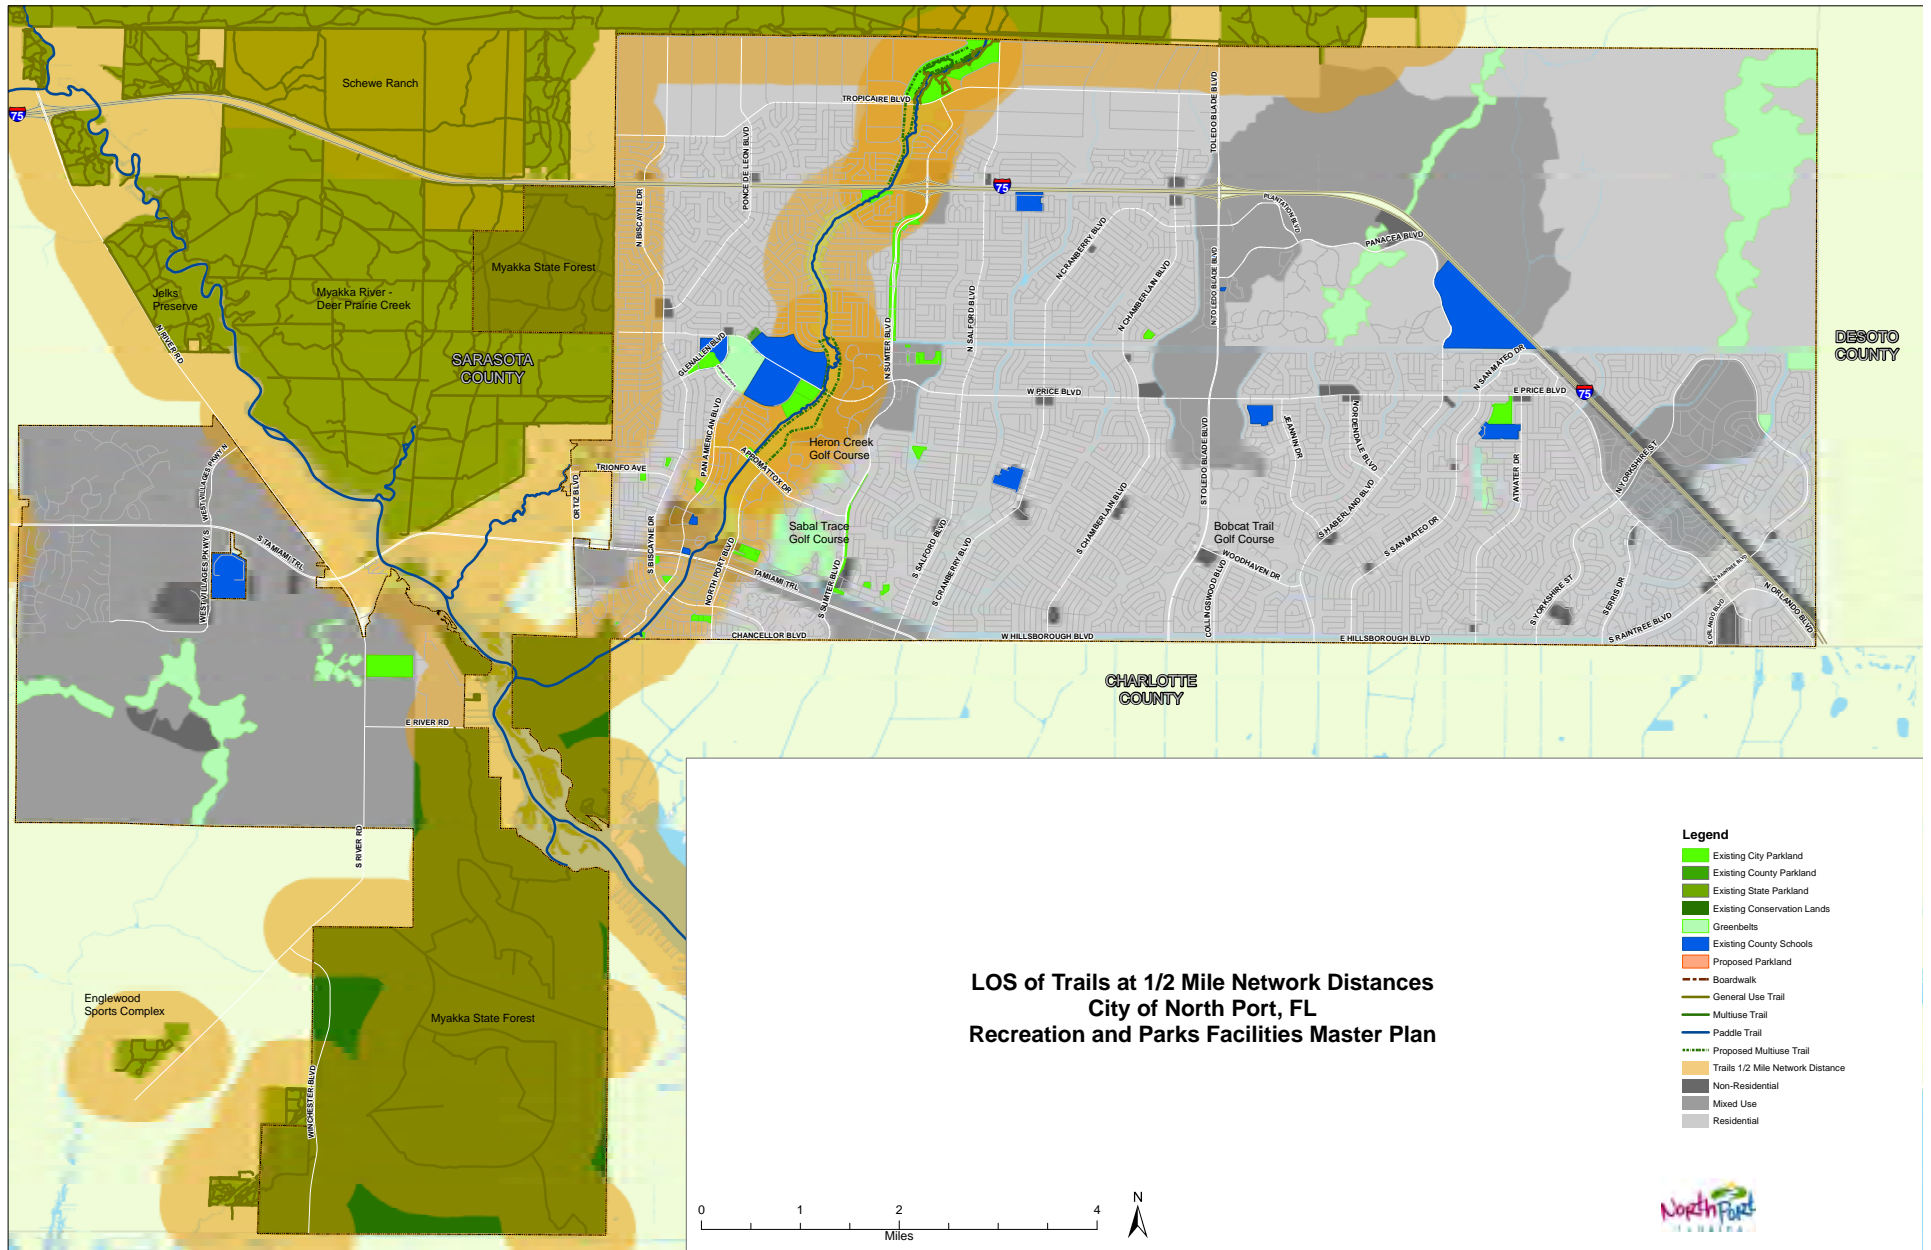 Schewe Ranch
75
TROPICAIRE BLVD
PONCE DE LEON BLVD
TOLEDO BLADE BLVD
75
N BISCAYNE DR
PLANTATION BLVD
PANACEA BLVD
N CRANBERRY BLVD
N CHAMBERLAIN BLVD
N TOLEDO BLADE BLVD
Myakka State Forest
Jelks
Preserve
Myakka River -
Deer Prairie Creek
N RIVER RD
SARASOTA
COUNTY
GLENALLEN BLVD
N SUMTER BLVD
N SALFORD BLVD
DESOTO
COUNTY
N SAN MATEO DR
W PRICE BLVD
E PRICE BLVD
75
PAN AMERICAN BLVD
APPOMATTOX DR
Heron Creek
Golf Course
S TOLEDO BLADE BLVD
JEANNIN DR
NORDENDALE BLVD
ATWATER DR
N YORKSHIRE ST
WEST VILLAGES PKWY N
TRIONFO AVE
ORTIZ BLVD
S TAMIAMI TRL
WEST VILLAGES PKWY S
S BISCAYNE DR
NORTH PORT BLVD
Sabal Trace
Golf Course
TAMIAMI TRL
S SUMTER BLVD
S SALFORD BLVD
S CRANBERRY BLVD
S CHAMBERLAIN BLVD
Bobcat Trail
Golf Course
WOODHAVEN DR
COLLINGSWOOD BLVD
S HABERLAND BLVD
S SAN MATEO DR
S YORKSHIRE ST
SERRIS DR
N RAINTREE BLVD
N ORLANDO BLVD
S ORLANDO BLVD
S RAINTREE BLVD
CHANCELLOR BLVD
W HILLSBOROUGH BLVD
E HILLSBOROUGH BLVD
CHARLOTTE
COUNTY
E RIVER RD
S RIVER RD
Englewood
Sports Complex
Myakka State Forest
WINCHESTER BLVD
LOS of Trails at 1/2 Mile Network Distances
City of North Port, FL
Recreation and Parks Facilities Master Plan
Legend
Existing City Parkland
Existing County Parkland
Existing State Parkland
Existing Conservation Lands
Greenbelts
Existing County Schools
Proposed Parkland
Boardwalk
General Use Trail
Multiuse Trail
Paddle Trail
Proposed Multiuse Trail
Trails 1/2 Mile Network Distance
Non-Residential
Mixed Use
Residential
0 1 2 4
Miles
N
North Port